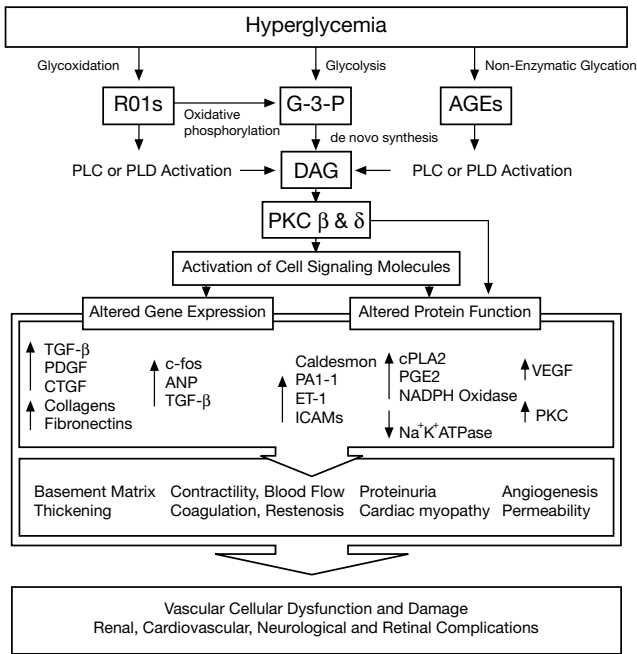 Hyperglycemia
Glycoxidation
Glycolysis
Non-Enzymatic Glycation
R01s
G-3-P
AGEs
Oxidative
phosphorylation
de novo synthesis
PLC or PLD Activation
DAG
PLC or PLD Activation
PKC β & δ
Activation of Cell Signaling Molecules
Altered Gene Expression
Altered Protein Function
TGF-β
PDGF
CTGF
Collagens
Fibronectins
c-fos
ANP
TGF-β
Caldesmon
PA1-1
ET-1
ICAMs
cPLA2
PGE2
NADPH Oxidase
Na⁺K⁺ATPase
VEGF
PKC
Basement Matrix
Thickening
Contractility, Blood Flow
Coagulation, Restenosis
Proteinuria
Cardiac myopathy
Angiogenesis
Permeability
Vascular Cellular Dysfunction and Damage
Renal, Cardiovascular, Neurological and Retinal Complications